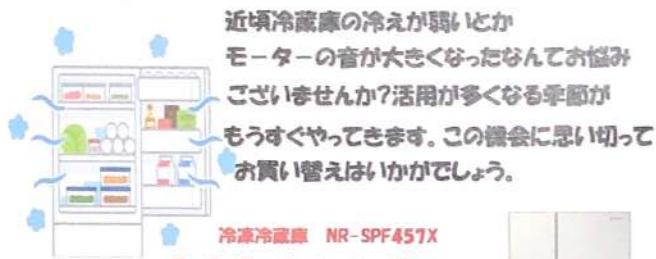 近頃冷蔵庫の冷えが弱いとか
モーターの音が大きくなったなんてお悩み
ございませんか?活用が多くなる季節が
もうすぐやってきます。この機会に思い切って
お買い替えはいかがでしょう。
冷凍冷蔵庫 NR-SPF457X